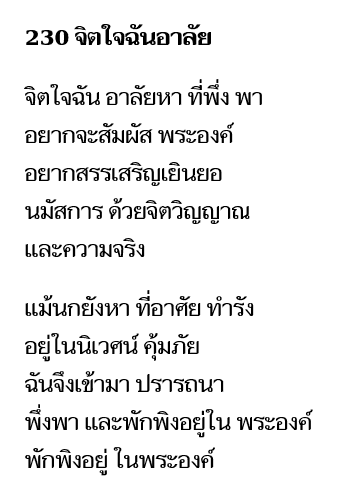 230 จิตใจฉันอาลัย
จิตใจฉัน อาลัยหา ที่พึ่ง พา
อยากจะสัมผัส พระองค์
อยากสรรเสริญเยินยอ
นมัสการ ด้วยจิตวิญญาณ
และความจริง
แม้นกยังหา ที่อาศัย ทำรัง
อยู่ในนิเวศน์ คุ้มภัย
ฉันจึงเข้ามา ปรารถนา
พึ่งพา และพักพิงอยู่ใน พระองค์
พักพิงอยู่ ในพระองค์